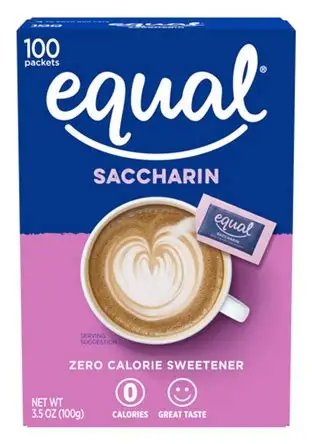 100
packets
equal®
SACCHARIN
equal
SACCHARIN
SERVING
SUGGESTION
ZERO CALORIE SWEETENER
NET WT
3.5 OZ (100g)
0
CALORIES
GREAT TASTE